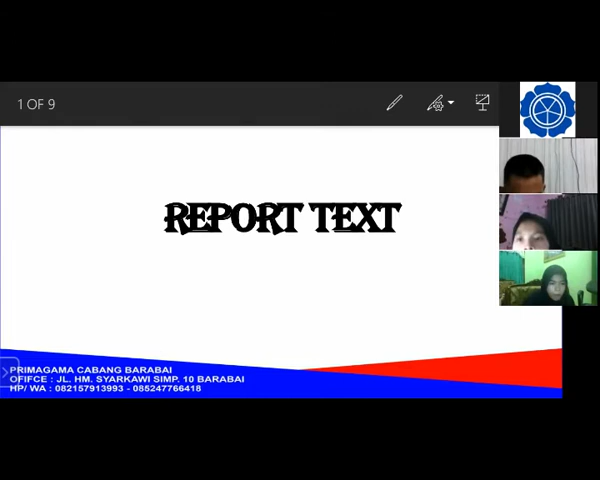 1 OF 9
REPORT TEXT
PRIMAGAMA CABANG BARABAI
OFIFCE : JL. HM. SYARKAWI SIMP. 10 BARABAI
HP/ WA : 082157913993 - 085247766418